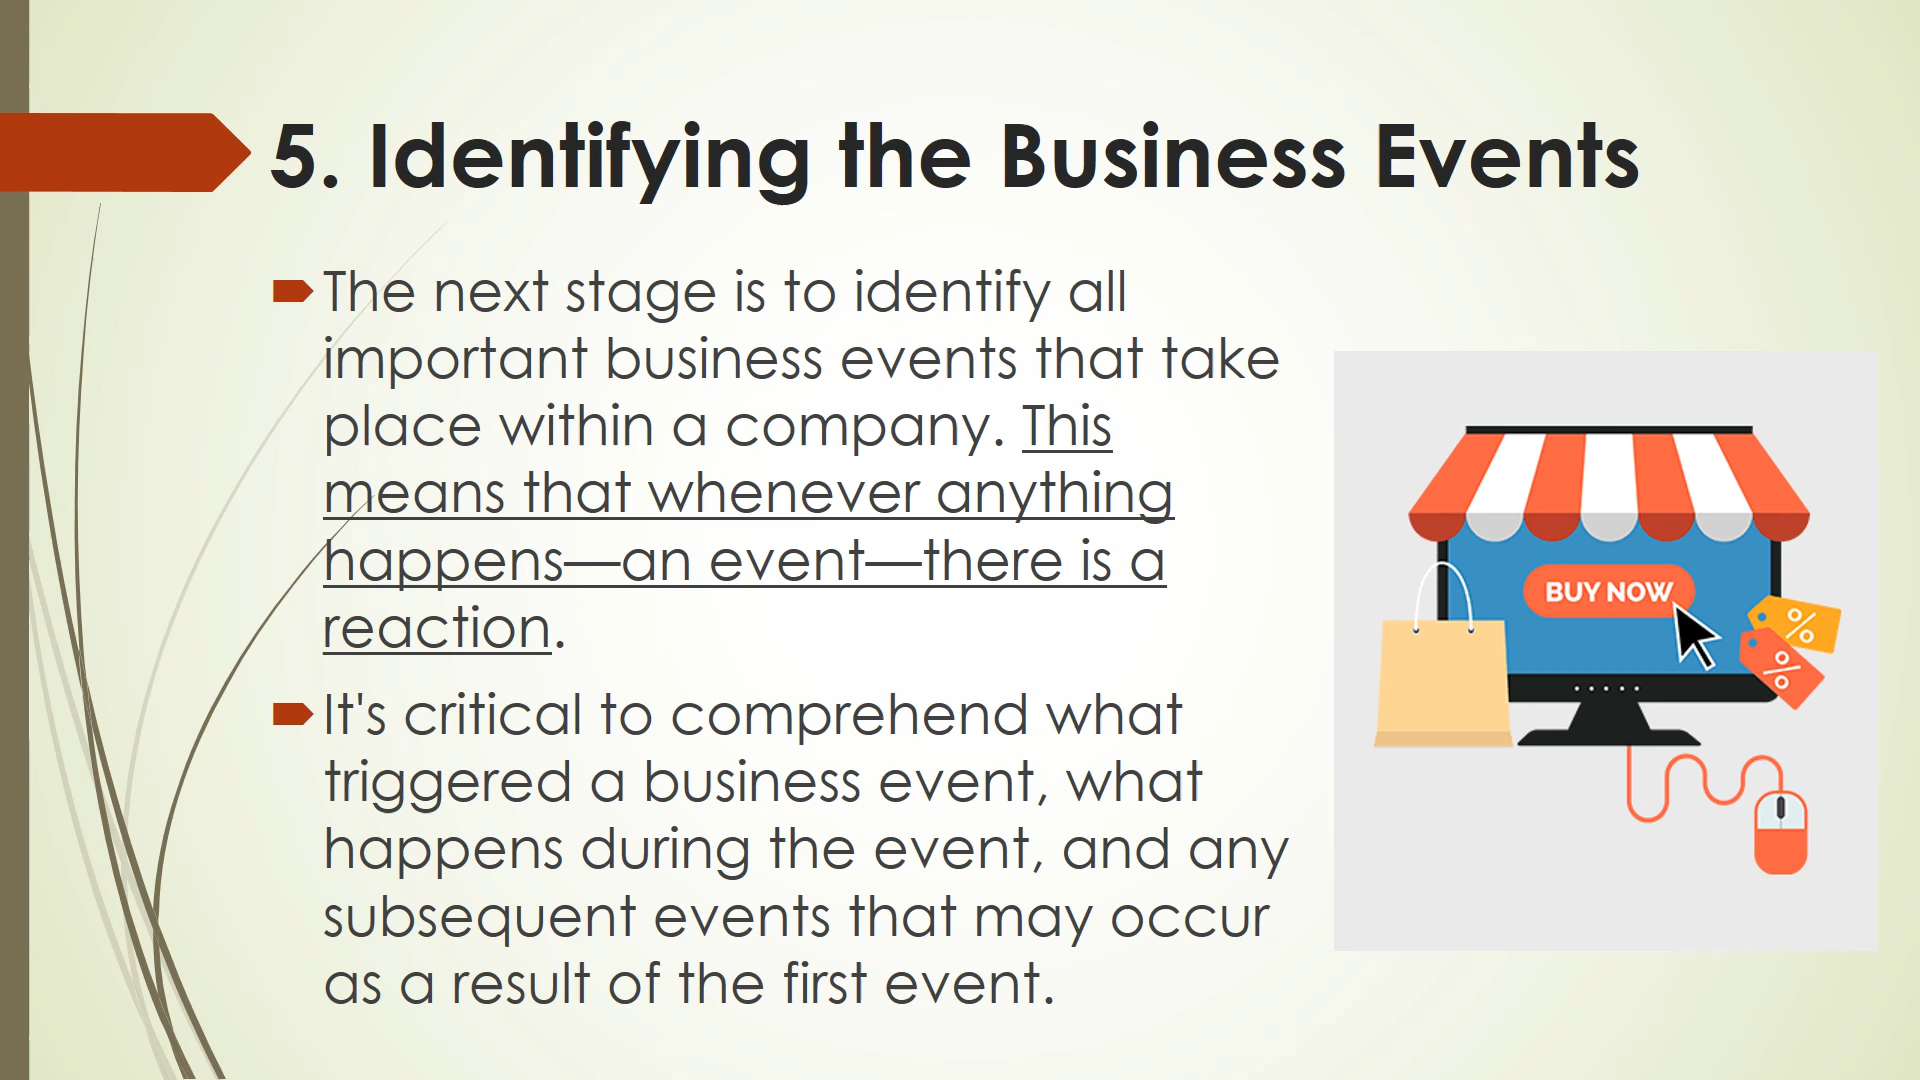 5. Identifying the Business Events
The next stage is to identify all
important business events that take
place within a company. This
means that whenever anything
happens—an event—there is a
reaction.
It's critical to comprehend what
triggered a business event, what
happens during the event, and any
subsequent events that may occur
as a result of the first event.
BUY NOW
%
%